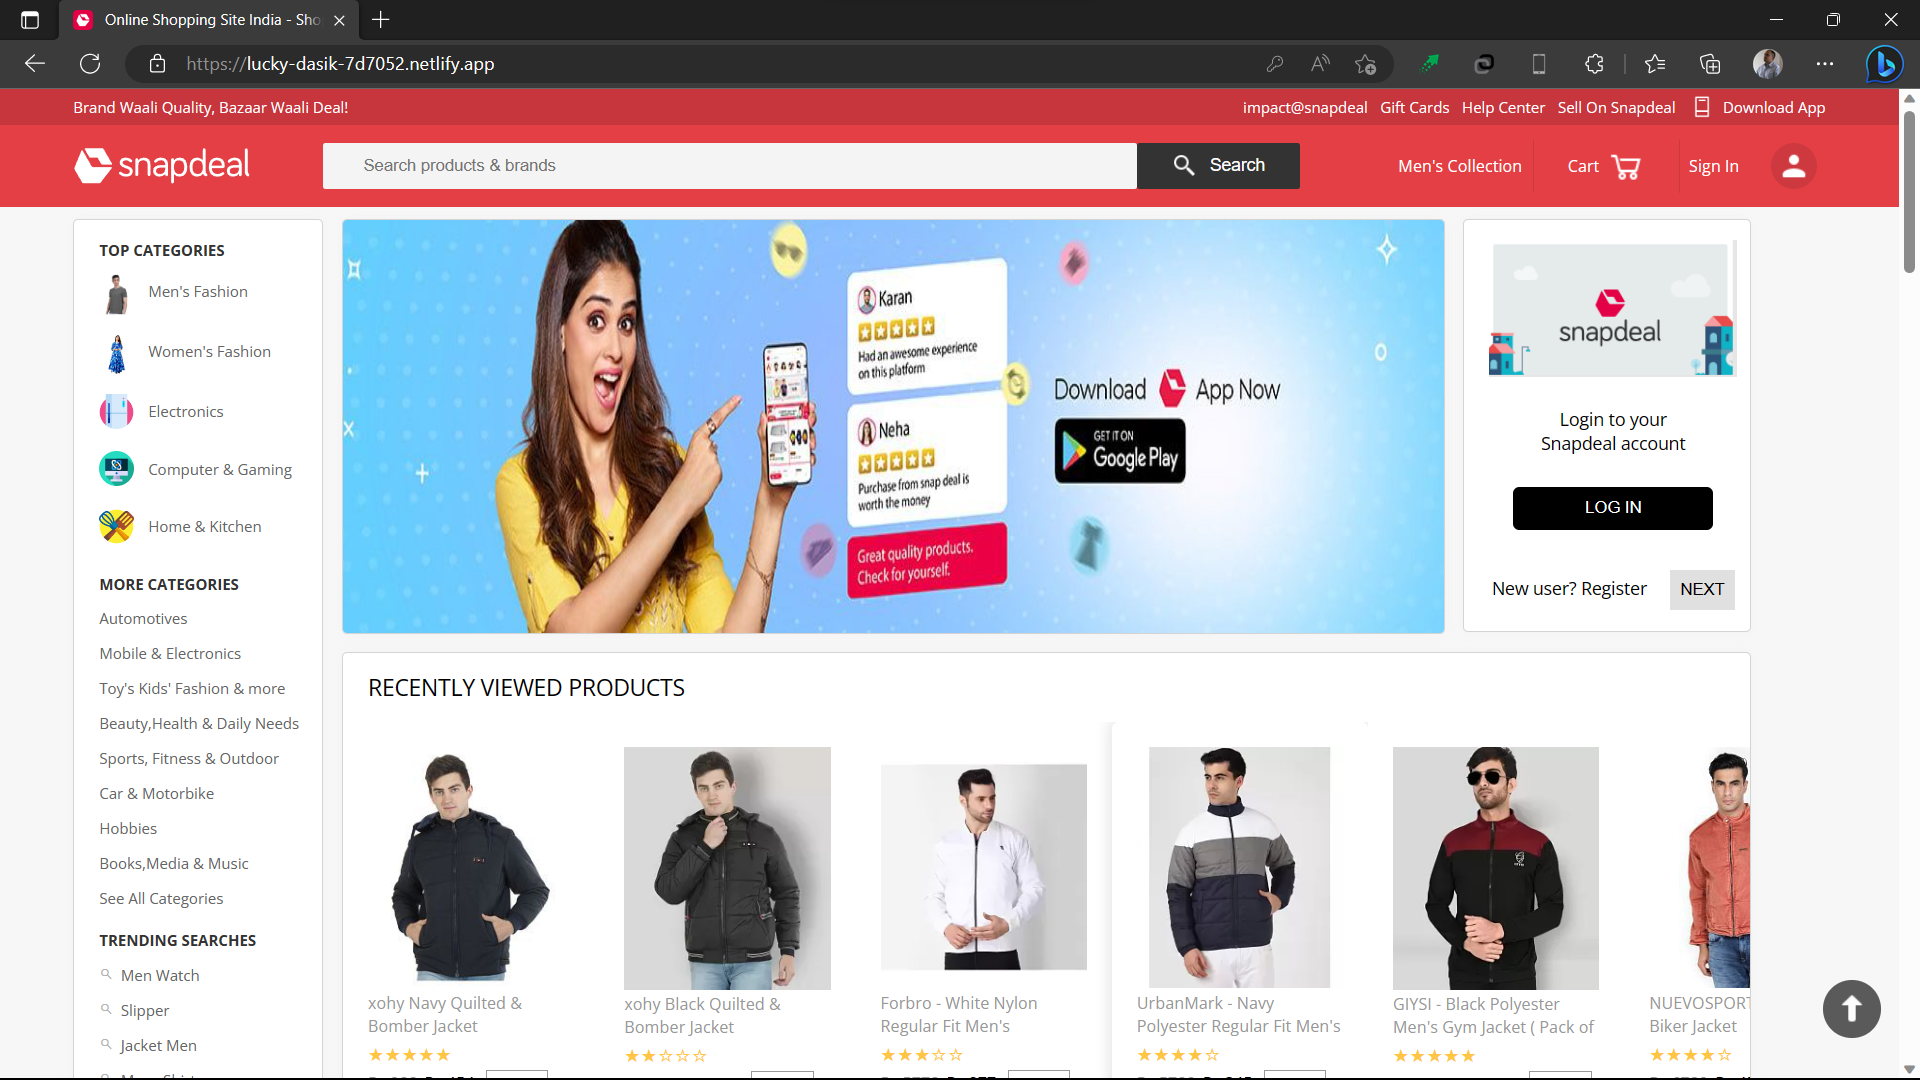 Online Shopping Site India - Sho
https://lucky-dasik-7d7052.netlify.app
Brand Waali Quality, Bazaar Waali Deal!
impact@snapdeal Gift Cards Help Center Sell On Snapdeal Download App
snapdeal
Search products & brands
Search
Men's Collection
Cart
Sign In
TOP CATEGORIES
Men's Fashion
Women's Fashion
Electronics
Computer & Gaming
Home & Kitchen
MORE CATEGORIES
Automotives
Mobile & Electronics
Toy's Kids' Fashion & more
Beauty,Health & Daily Needs
Sports, Fitness & Outdoor
Car & Motorbike
Hobbies
Books,Media & Music
See All Categories
TRENDING SEARCHES
Men Watch
Slipper
Jacket Men
Karan
Had an awesome experience
on this platform
Neha
Purchase from snap deal is
worth the money
Great quality products.
Check for yourself.
Download App Now
GET IT ON
Google Play
snapdeal
Login to your
Snapdeal account
LOG IN
New user? Register
NEXT
RECENTLY VIEWED PRODUCTS
xohy Navy Quilted &
Bomber Jacket
xohy Black Quilted &
Bomber Jacket
Forbro - White Nylon
Regular Fit Men's
UrbanMark - Navy
Polyester Regular Fit Men's
GIYSI - Black Polyester
Men's Gym Jacket ( Pack of
NUEVOSPORT
Biker Jacket